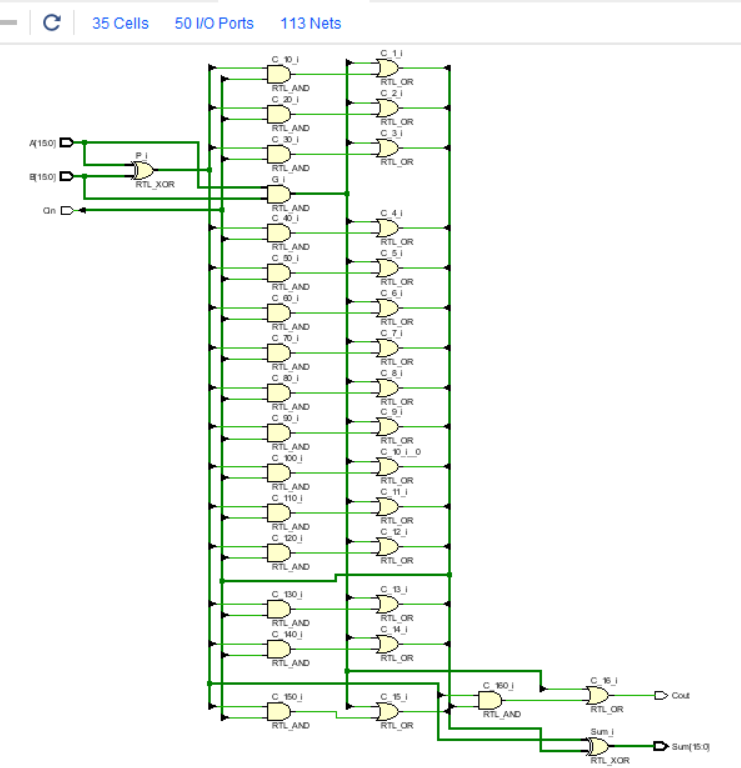 35 Cells 50 I/O Ports 113 Nets
C_10_i
RTL_AND
C_1_i
RTL_OR
C_20_i
RTL_AND
C_2_i
RTL_OR
C_30_i
RTL_AND
C_3_i
RTL_OR
A[15:0]
B[15:0]
Cin
P_i
RTL_XOR
G_i
RTL_AND
C_40_i
RTL_AND
C_4_i
RTL_OR
C_50_i
RTL_AND
C_5_i
RTL_OR
C_60_i
RTL_AND
C_6_i
RTL_OR
C_70_i
RTL_AND
C_7_i
RTL_OR
C_80_i
RTL_AND
C_8_i
RTL_OR
C_90_i
RTL_AND
C_9_i
RTL_OR
C_100_i
RTL_AND
C_10_i__0
RTL_OR
C_110_i
RTL_AND
C_11_i
RTL_OR
C_120_i
RTL_AND
C_12_i
RTL_OR
C_130_i
RTL_AND
C_13_i
RTL_OR
C_140_i
RTL_AND
C_14_i
RTL_OR
C_150_i
RTL_AND
C_15_i
RTL_OR
C_160_i
RTL_AND
C_16_i
RTL_OR
Cout
Sum_i
RTL_XOR
Sum[15:0]